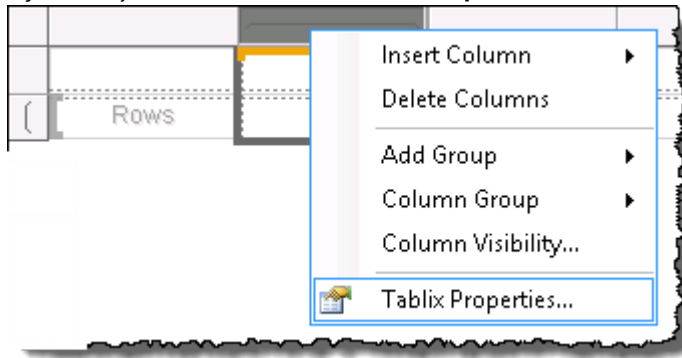 Insert Column
Delete Columns
Rows
Add Group
Column Group
Column Visibility...
Tablix Properties...